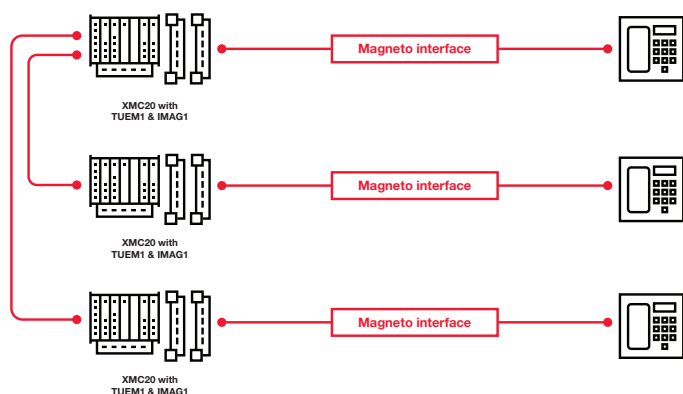 Magneto interface
XMC20 with
TUEM1 & IMAG1
Magneto interface
XMC20 with
TUEM1 & IMAG1
Magneto interface
XMC20 with
TUEM1 & IMAG1